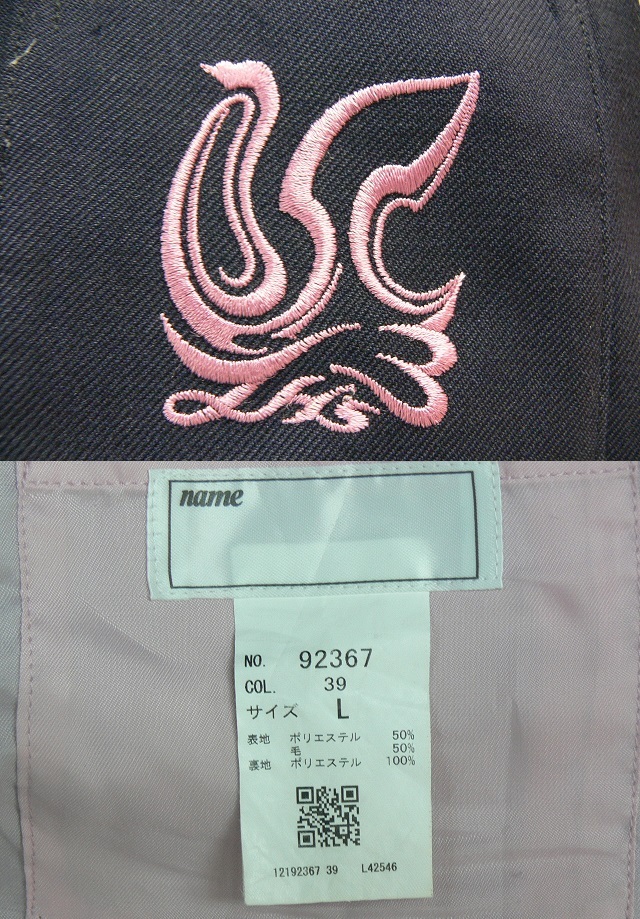 name
NO. 92367
COL. 39
サイズ L
表地 ポリエステル 50%
毛 50%
裏地 ポリエステル 100%
12192367 39 L42546